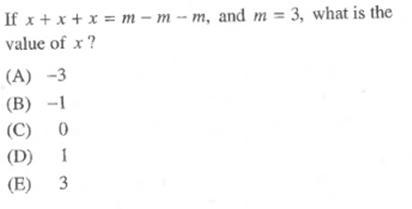 If x + x + x = m − m − m, and m = 3, what is the
value of x ?
(A) −3
(B) −1
(C) 0
(D) 1
(E) 3